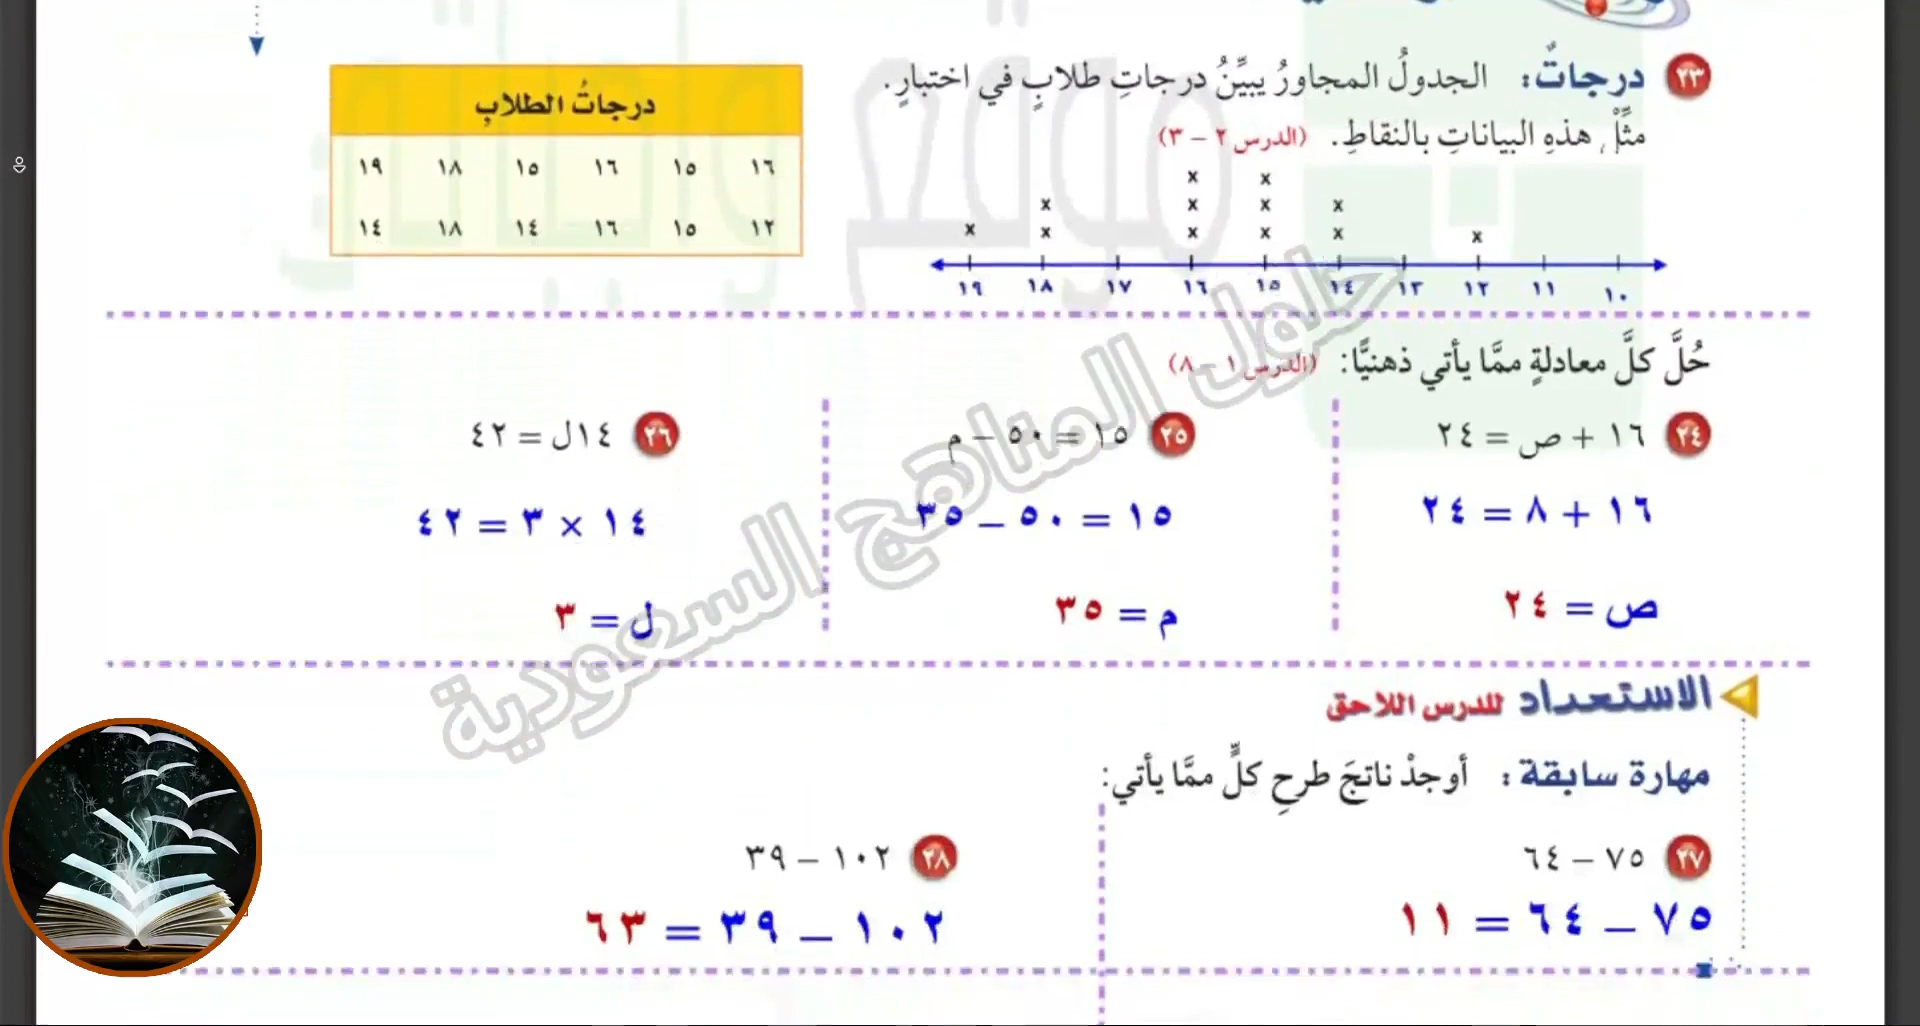 ٢٣ درجاتٌ: الجدولُ المجاورُ يبيِّنُ درجاتِ طلابٍ في اختبارٍ.
مثِّلْ هذهِ البياناتِ بالنقاطِ. (الدرس ٢ – ٣)
درجاتُ الطلابِ
١٦ ١٥ ١٦ ١٥ ١٨ ١٩
١٢ ١٥ ١٦ ١٤ ١٨ ١٤
x x
x x x x
x x x x x x
١٩ ١٨ ١٧ ١٦ ١٥ ١٤ ١٣ ١٢ ١١ ١٠
حُلَّ كلَّ معادلةٍ ممَّا يأتي ذهنيًّا: (الدرس ١ – ٨)
٢٤ ١٦ + ص = ٢٤
١٦ + ٨ = ٢٤
ص = ٢٤
٢٥ ١٥ = ٥٠ – م
١٥ = ٥٠ – ٣٥
م = ٣٥
٢٦ ١٤ل = ٤٢
١٤ × ٣ = ٤٢
ل = ٣
الاستعداد للدرس اللاحق
مهارة سابقة: أوجدْ ناتجَ طرحِ كلٍّ ممَّا يأتي:
٢٧ ٧٥ – ٦٤
٧٥ – ٦٤ = ١١
٢٨ ١٠٢ – ٣٩
١٠٢ – ٣٩ = ٦٣
حلول المناهج السعودية
موقع واجباتي